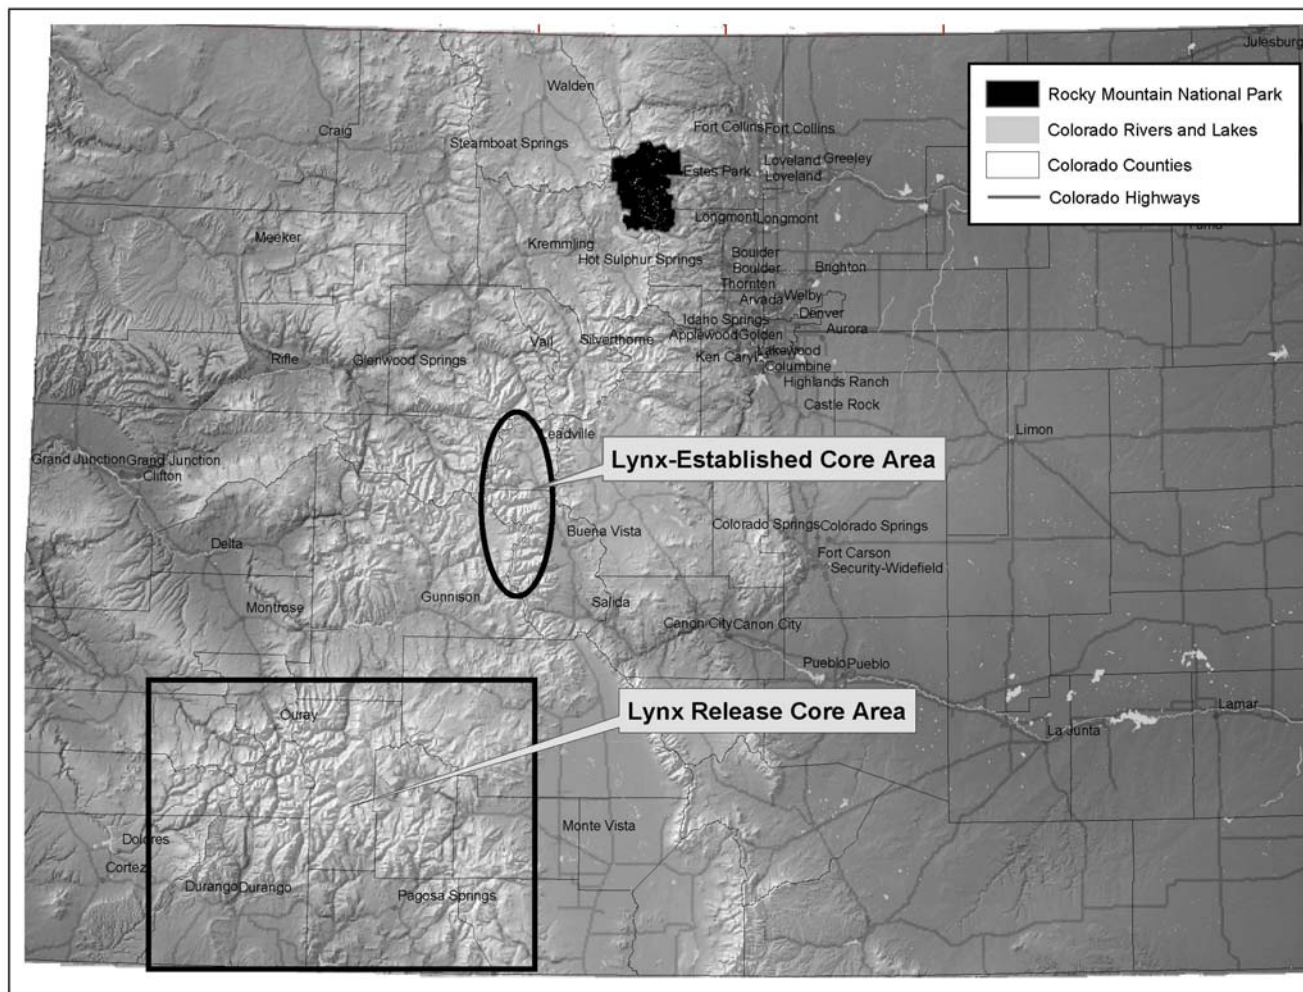 Julesburg
Rocky Mountain National Park
Colorado Rivers and Lakes
Colorado Counties
Colorado Highways
Walden
Craig
Steamboat Springs
Fort Collins
Fort Collins
Loveland
Greeley
Loveland
Estes Park
Longmont
Longmont
Meeker
Kremmling
Hot Sulphur Springs
Boulder
Boulder
Brighton
Thornton
Arvada
Welby
Denver
Idaho Springs
Aurora
Applewood
Golden
Vail
Silverthorne
Rifle
Glenwood Springs
Ken Caryl
Lakewood
Columbine
Highlands Ranch
Castle Rock
Leadville
Limon
Grand Junction
Grand Junction
Clifton
Lynx-Established Core Area
Buena Vista
Colorado Springs
Colorado Springs
Delta
Fort Carson
Security-Widefield
Gunnison
Montrose
Salida
Canon City
Canon City
Pueblo
Pueblo
Ouray
Lynx Release Core Area
Lamar
La Junta
Monte Vista
Dolores
Cortez
Durango
Durango
Pagosa Springs